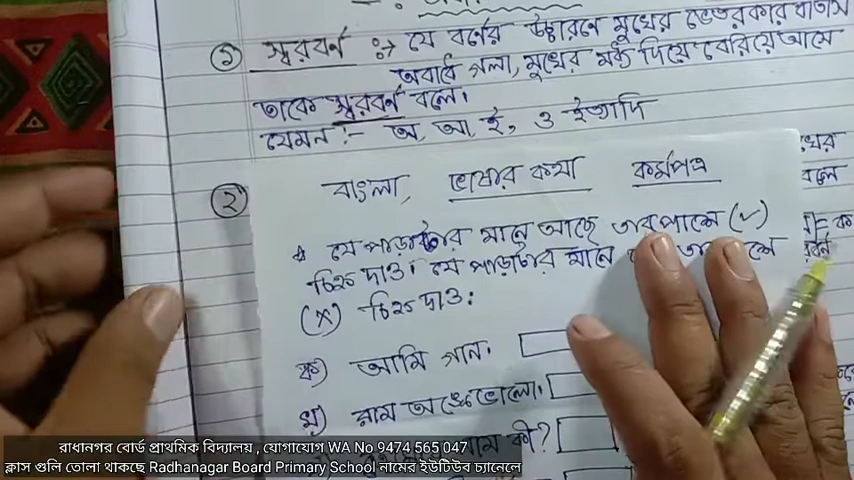 ১ স্বরবর্ণ :→ যে বর্ণের উচ্চারণে মুখের ভেতরকার বাতাস
অবাধে গলা, মুখের মধ্য দিয়ে বেরিয়ে আসে
তাকে স্বরবর্ণ বলে।
যেমন :- অ, আ, ই, ও ইত্যাদি
২
বাংলা, ভাষার কথা কর্মপত্র
যে পাড়াটার মানে আছে তার পাশে (✓)
চিহ্ন দাও। যে পাড়াটার মানে
(×) চিহ্ন দাও:
ক) আমি গান।
খ) রাম অঙ্কে ভালো।
নাম কী?
রাধানগর বোর্ড প্রাথমিক বিদ্যালয় , যোগাযোগ WA No 9474 565 047
ক্লাস গুলি তোলা থাকছে Radhanagar Board Primary School নামের ইউটিউব চ্যানেলে